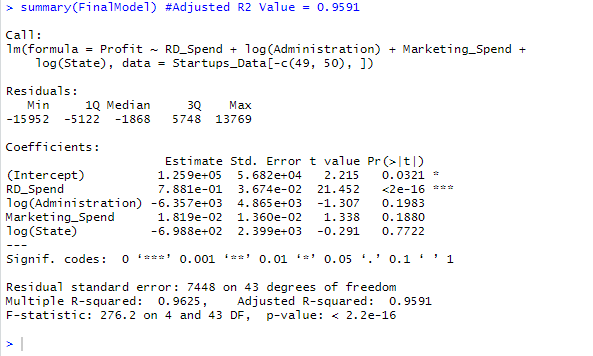 > summary(FinalModel) #Adjusted R2 Value = 0.9591
Call:
lm(formula = Profit ~ RD_Spend + log(Administration) + Marketing_Spend +
    log(State), data = Startups_Data[-c(49, 50), ])
Residuals:
   Min     1Q Median     3Q    Max
-15952  -5122  -1868   5748  13769
Coefficients:
                      Estimate Std. Error t value Pr(>|t|)
(Intercept)          1.259e+05  5.682e+04   2.215   0.0321 *
RD_Spend             7.881e-01  3.674e-02  21.452   <2e-16 ***
log(Administration) -6.357e+03  4.865e+03  -1.307   0.1983
Marketing_Spend      1.819e-02  1.360e-02   1.338   0.1880
log(State)          -6.988e+02  2.399e+03  -0.291   0.7722
---
Signif. codes:  0 ‘***’ 0.001 ‘**’ 0.01 ‘*’ 0.05 ‘.’ 0.1 ‘ ’ 1
Residual standard error: 7448 on 43 degrees of freedom
Multiple R-squared:  0.9625,    Adjusted R-squared:  0.9591
F-statistic: 276.2 on 4 and 43 DF,  p-value: < 2.2e-16
>